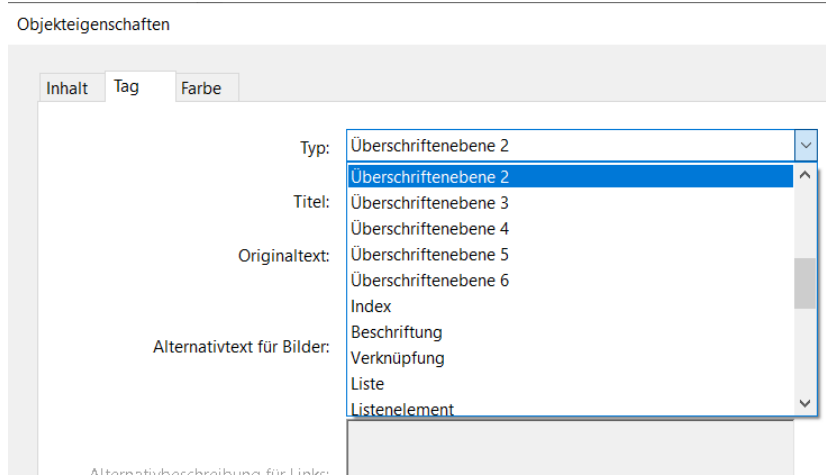 Objekteigenschaften
Inhalt Tag Farbe
Typ: Überschriftenebene 2
Überschriftenebene 2
Titel: Überschriftenebene 3
Überschriftenebene 4
Originaltext: Überschriftenebene 5
Überschriftenebene 6
Index
Beschriftung
Alternativtext für Bilder: Verknüpfung
Liste
Listenelement
Alternativbeschreibung für Links: